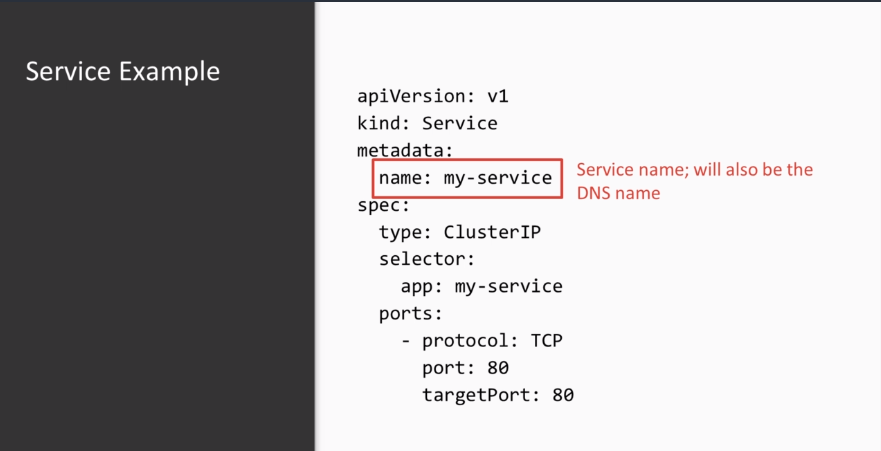 Service Example
apiVersion: v1
kind: Service
metadata:
  name: my-service
Service name; will also be the
DNS name
spec:
  type: ClusterIP
  selector:
    app: my-service
  ports:
    - protocol: TCP
      port: 80
      targetPort: 80